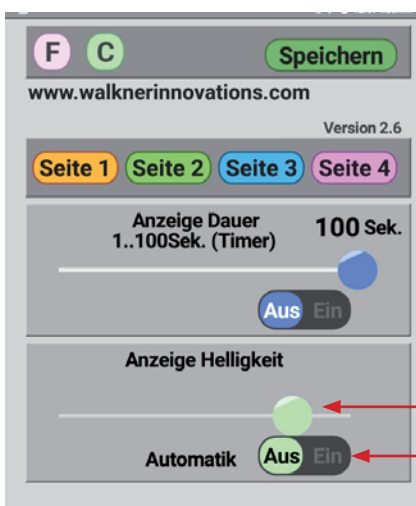 F C Speichern
www.walknerinnovations.com
Version 2.6
Seite 1 Seite 2 Seite 3 Seite 4
Anzeige Dauer
1..100Sek. (Timer)
100 Sek.
Aus Ein
Anzeige Helligkeit
Automatik Aus Ein